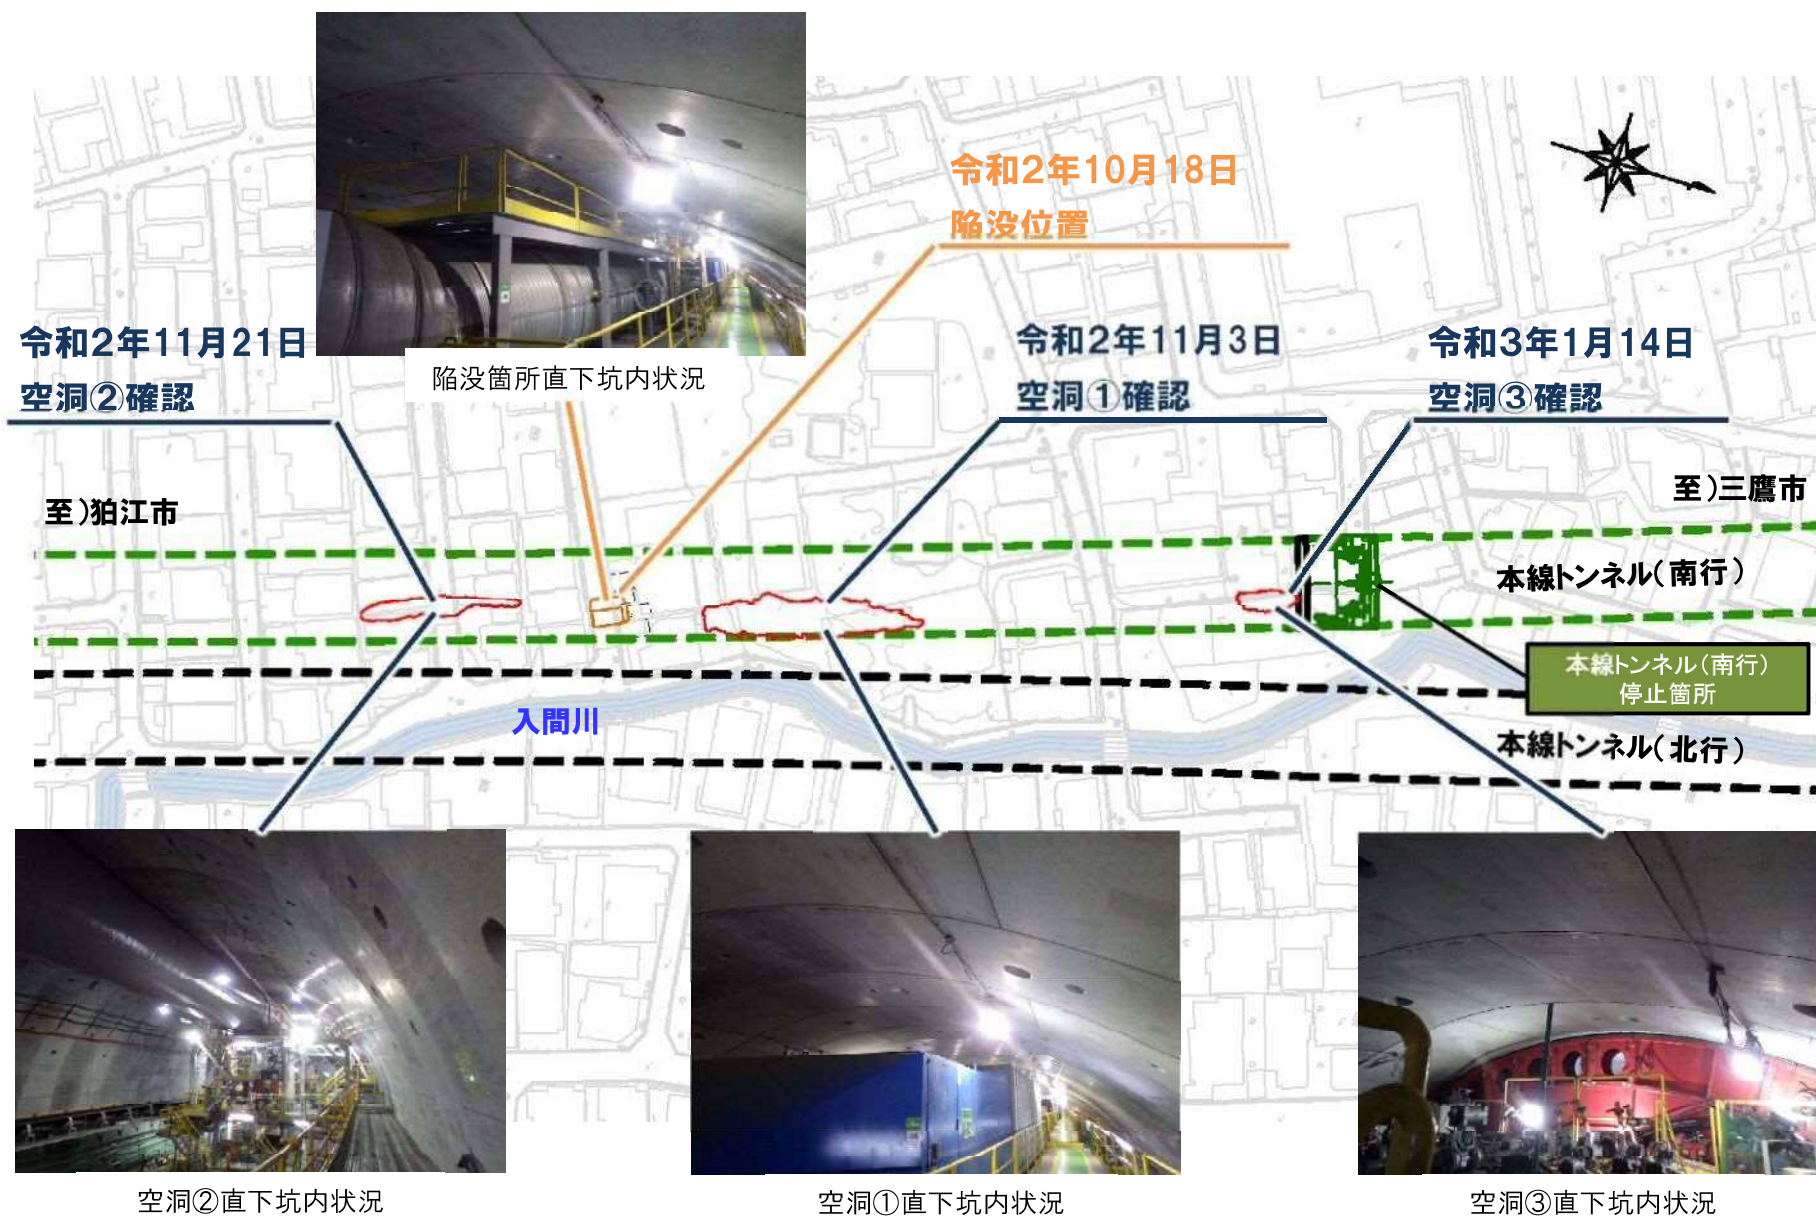 令和2年10月18日
陥没位置
令和2年11月21日
空洞②確認
陥没箇所直下坑内状況
令和2年11月3日
空洞①確認
令和3年1月14日
空洞③確認
至)狛江市
至)三鷹市
本線トンネル(南行)
本線トンネル(南行)
停止箇所
入間川
本線トンネル(北行)
空洞②直下坑内状況
空洞①直下坑内状況
空洞③直下坑内状況